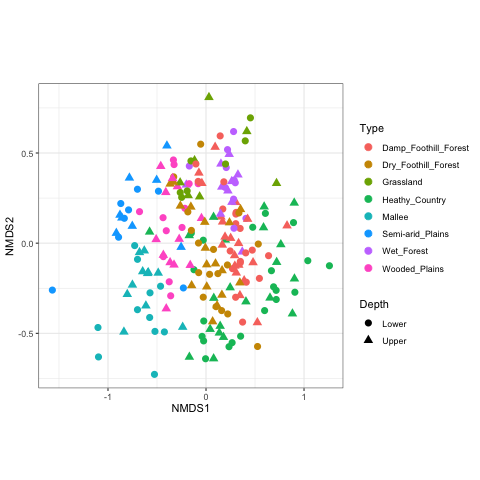 0.5
0.0
-0.5
NMDS2
-1
0
1
NMDS1
Type
Damp_Foothill_Forest
Dry_Foothill_Forest
Grassland
Heathy_Country
Mallee
Semi-arid_Plains
Wet_Forest
Wooded_Plains
Depth
Lower
Upper